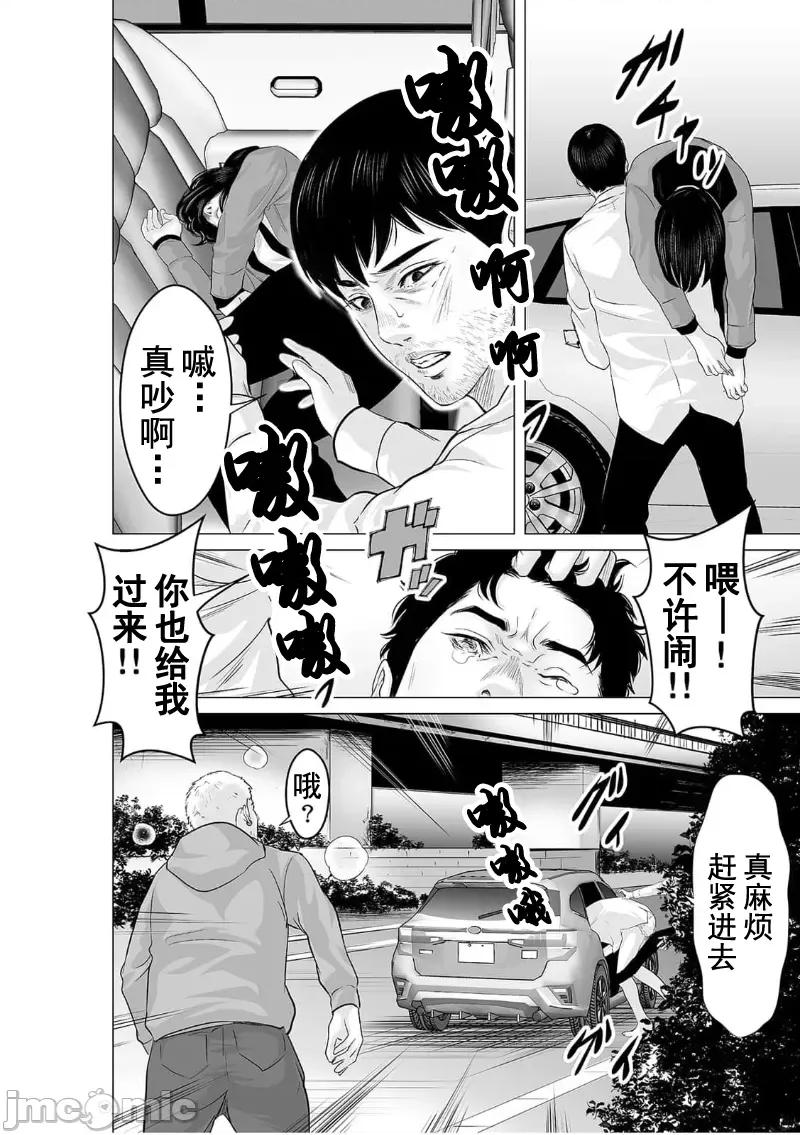 ガチャッ
嗷嗷啊啊
嘁…
真吵啊…
喂—！
不许闹!!
ガッ
嗷嗷嗷
你也给我
过来!!
真麻烦
赶紧进去
グイグイ
嗷嗷哦
哦？
jmcomic